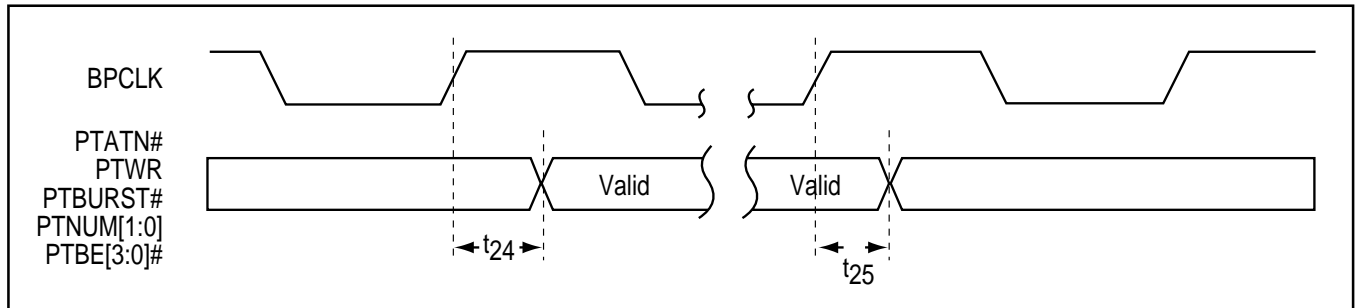 BPCLK
PTATN#
PTWR
PTBURST#
PTNUM[1:0]
PTBE[3:0]#
Valid
Valid
t24
t25